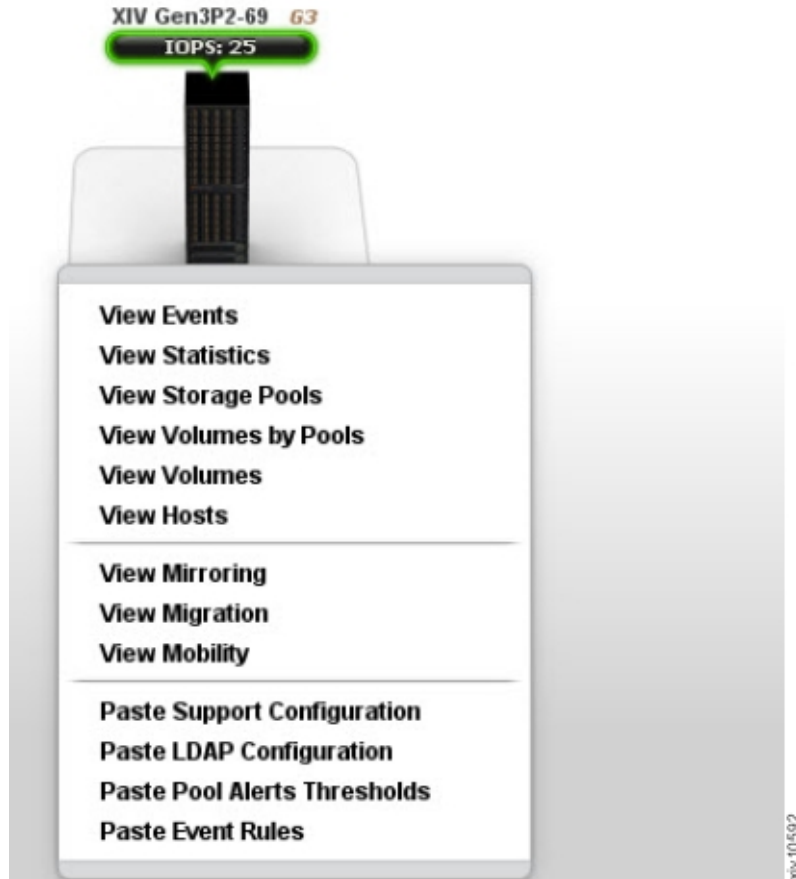 XIV Gen3P2-69 G3
IOPS: 25
View Events
View Statistics
View Storage Pools
View Volumes by Pools
View Volumes
View Hosts
View Mirroring
View Migration
View Mobility
Paste Support Configuration
Paste LDAP Configuration
Paste Pool Alerts Thresholds
Paste Event Rules
xiv10592